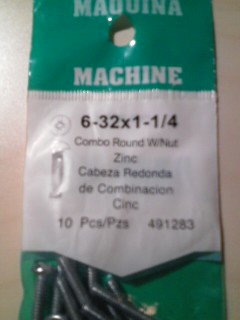 MAQUINA
MACHINE
6-32x1-1/4
Combo Round W/Nut
Zinc
Cabeza Redonda
de Combinacion
Cinc
10 Pcs/Pzs 491283